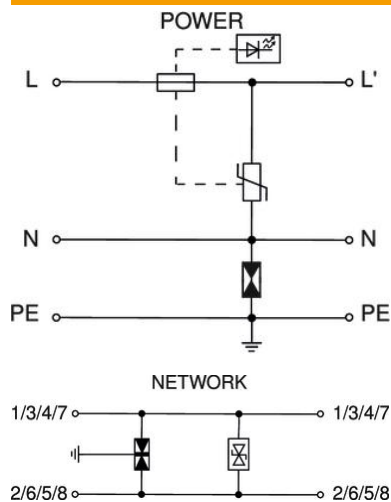 POWER
L L'
N N
PE PE
NETWORK
1/3/4/7 1/3/4/7
2/6/5/8 2/6/5/8